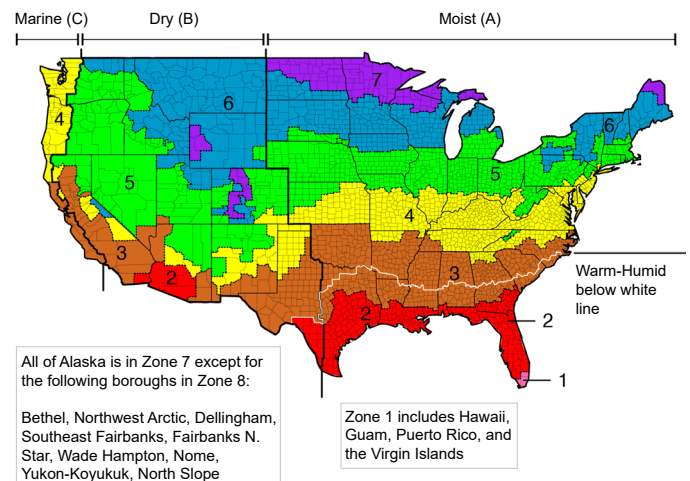 Marine (C)
Dry (B)
Moist (A)
7
6
6
4
5
5
4
3
3
2
2
Warm-Humid
below white
line
2
1
All of Alaska is in Zone 7 except for
the following boroughs in Zone 8:
Bethel, Northwest Arctic, Dellingham,
Southeast Fairbanks, Fairbanks N.
Star, Wade Hampton, Nome,
Yukon-Koyukuk, North Slope
Zone 1 includes Hawaii,
Guam, Puerto Rico, and
the Virgin Islands